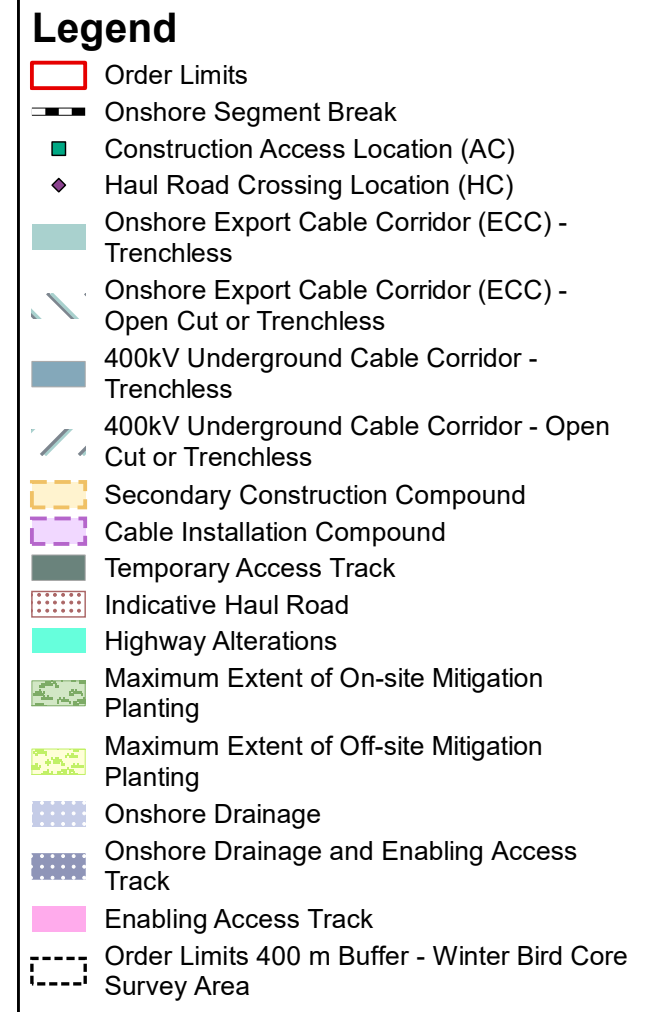 Legend
Order Limits
Onshore Segment Break
Construction Access Location (AC)
Haul Road Crossing Location (HC)
Onshore Export Cable Corridor (ECC) -
Trenchless
Onshore Export Cable Corridor (ECC) -
Open Cut or Trenchless
400kV Underground Cable Corridor -
Trenchless
400kV Underground Cable Corridor - Open
Cut or Trenchless
Secondary Construction Compound
Cable Installation Compound
Temporary Access Track
Indicative Haul Road
Highway Alterations
Maximum Extent of On-site Mitigation
Planting
Maximum Extent of Off-site Mitigation
Planting
Onshore Drainage
Onshore Drainage and Enabling Access
Track
Enabling Access Track
Order Limits 400 m Buffer - Winter Bird Core
Survey Area